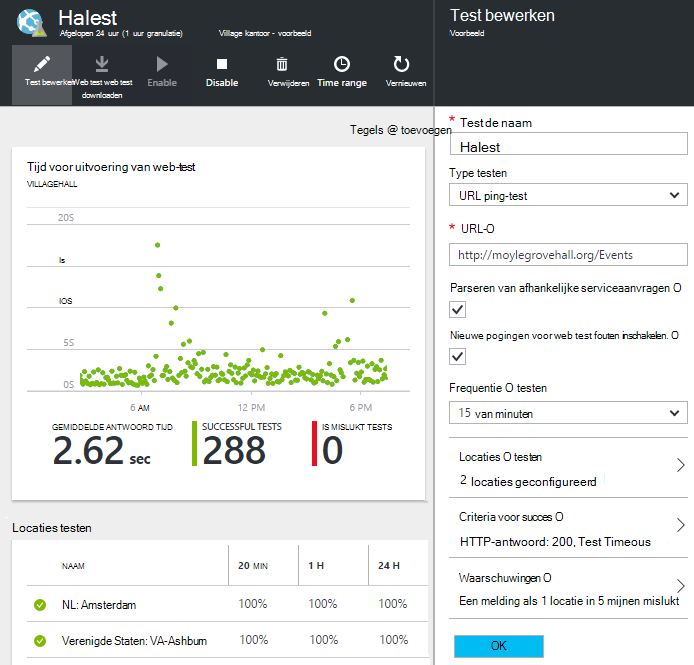 Halest
Afgelopen 24 uur (1 uur granulatie)
Village kantoor - voorbeeld
Test bewerken
Web test web test downloaden
Enable
Disable
Verwijderen
Time range
Vernieuwen
Tegels @ toevoegen
Tijd voor uitvoering van web-test
VILLAGEHALL
20S
Is
IOS
5S
0S
6 AM
12 PM
6 PM
GEMIDDELDE ANTWOORD TIJD
2.62 sec
SUCCESSFUL TESTS
288
IS MISLUKT TESTS
0
Locaties testen
NAAM
20 MIN
1 H
24 H
NL: Amsterdam
100%
100%
100%
Verenigde Staten: VA-Ashbum
100%
100%
100%
Test bewerken
Voorbeeld
* Test de naam
Halest
Type testen
URL ping-test
* URL-O
http://moylegrovehall.org/Events
Parseren van afhankelijke serviceaanvragen O
Nieuwe pogingen voor web test fouten inschakelen. O
Frequentie O testen
15 van minuten
Locaties O testen
2 locaties geconfigureerd
Criteria voor succes O
HTTP-antwoord: 200, Test Timeous
Waarschuwingen O
Een melding als 1 locatie in 5 mijnen mislukt
OK